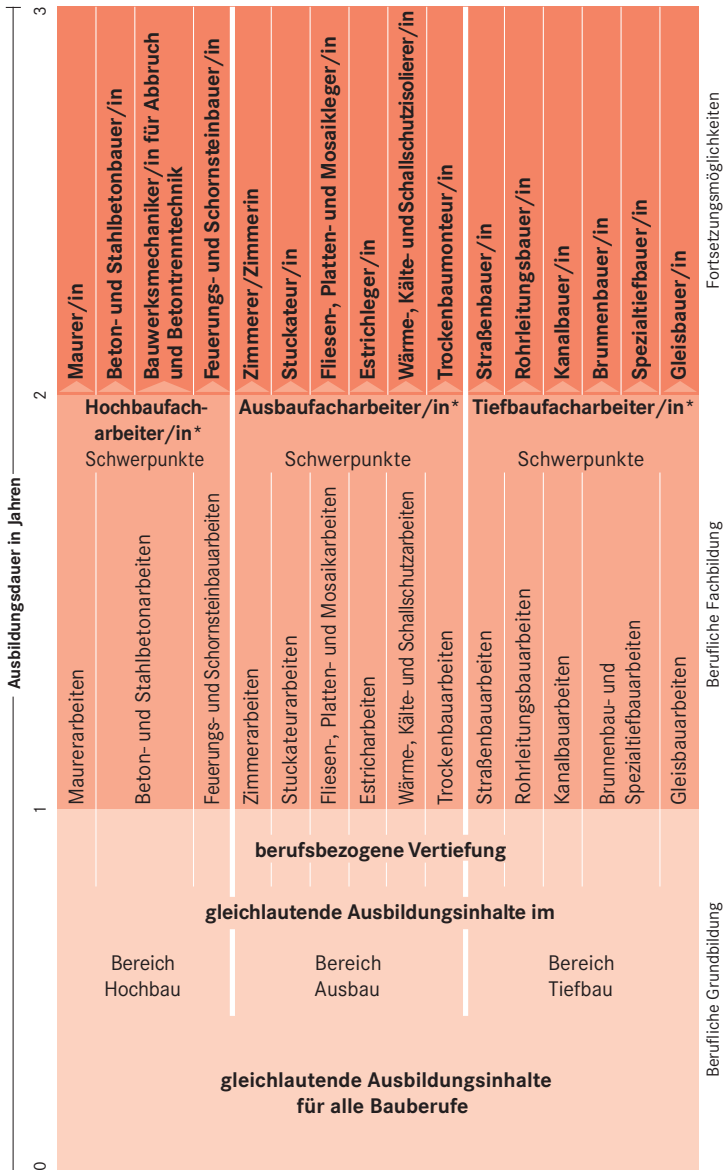 Ausbildungsdauer in Jahren
3
2
1
0
Maurer/in
Beton- und Stahlbetonbauer/in
Bauwerksmechaniker/in für Abbruch
und Betontrenntechnik
Feuerungs- und Schornsteinbauer/in
Zimmerer/Zimmerin
Stuckateur/in
Fliesen-, Platten- und Mosaikleger/in
Estrichleger/in
Wärme-, Kälte- und Schallschutzisolierer/in
Trockenbaumonteur/in
Straßenbauer/in
Rohrleitungsbauer/in
Kanalbauer/in
Brunnenbauer/in
Spezialtiefbauer/in
Gleisbauer/in
Fortsetzungsmöglichkeiten
Hochbaufach-
arbeiter/in*
Schwerpunkte
Ausbaufacharbeiter/in*
Schwerpunkte
Tiefbaufacharbeiter/in*
Schwerpunkte
Maurerarbeiten
Beton- und Stahlbetonarbeiten
Feuerungs- und Schornsteinbauarbeiten
Zimmerarbeiten
Stuckateurarbeiten
Fliesen-, Platten- und Mosaikarbeiten
Estricharbeiten
Wärme-, Kälte- und Schallschutzarbeiten
Trockenbauarbeiten
Straßenbauarbeiten
Rohrleitungsbauarbeiten
Kanalbauarbeiten
Brunnenbau- und
Spezialtiefbauarbeiten
Gleisbauarbeiten
Berufliche Fachbildung
berufsbezogene Vertiefung
gleichlautende Ausbildungsinhalte im
Bereich
Hochbau
Bereich
Ausbau
Bereich
Tiefbau
gleichlautende Ausbildungsinhalte
für alle Bauberufe
Berufliche Grundbildung